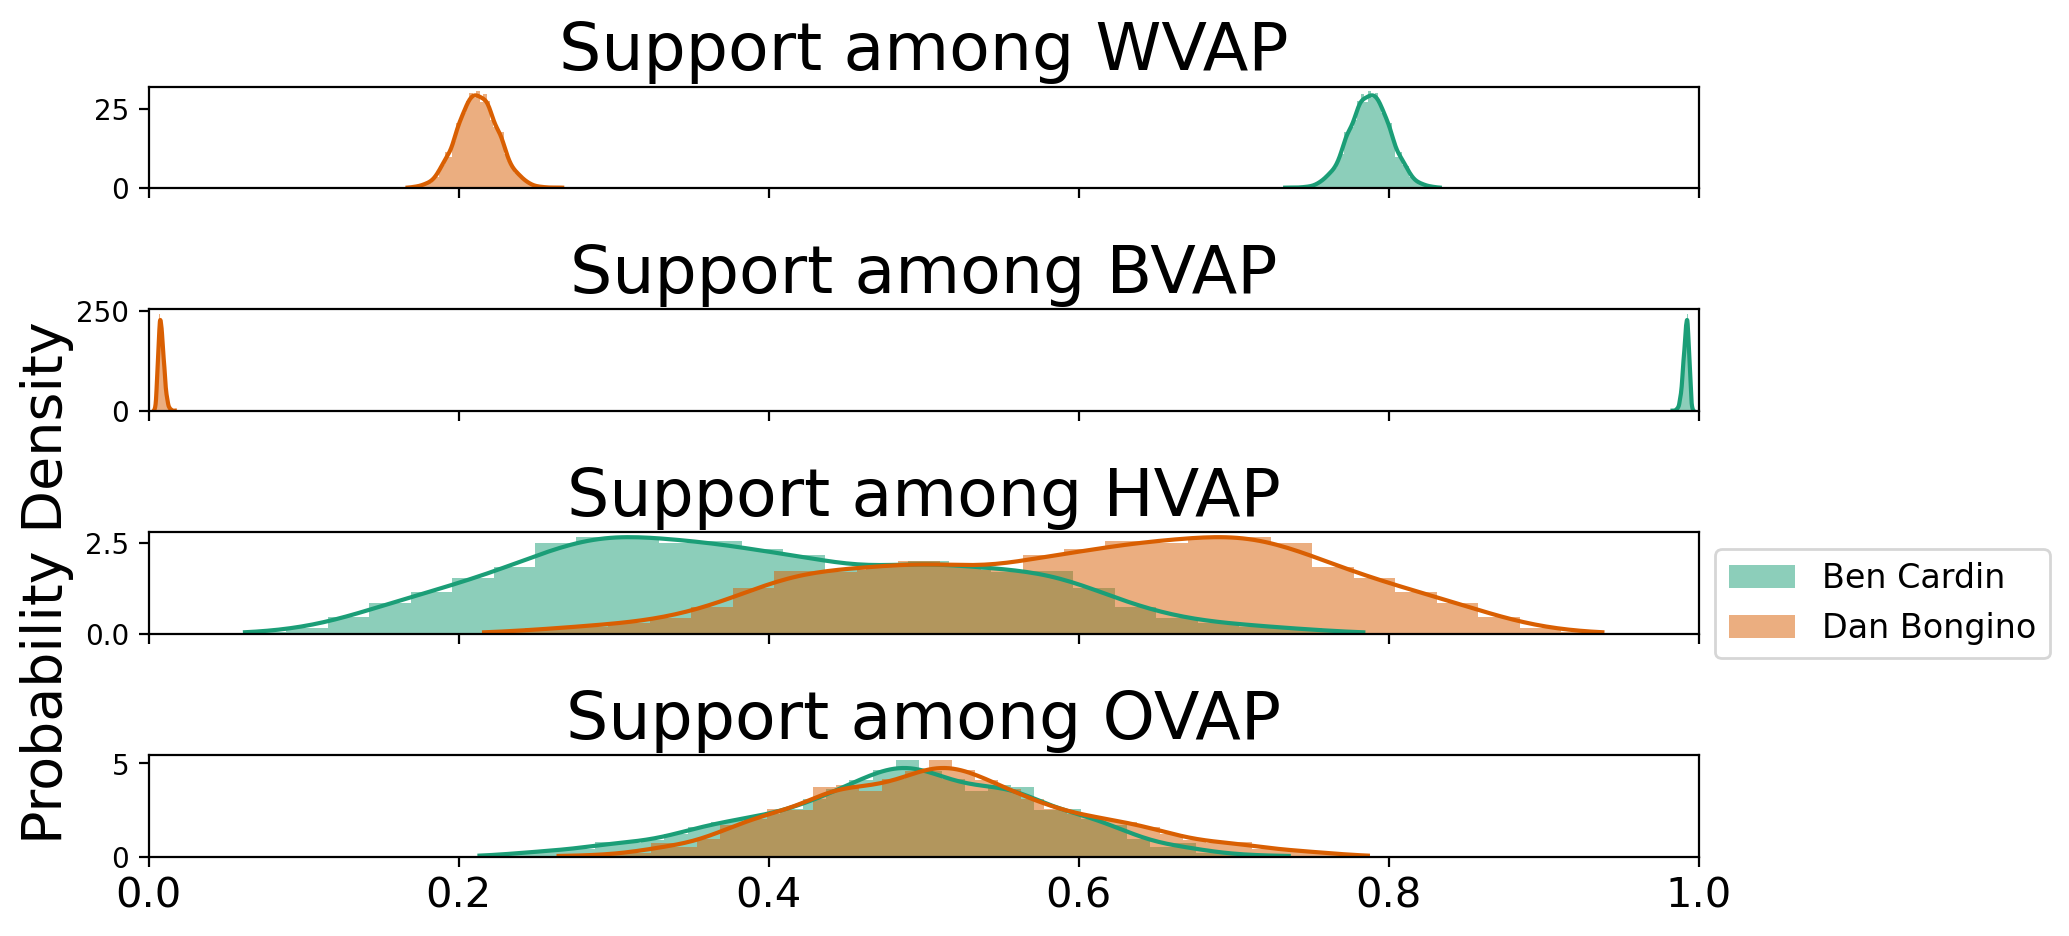 Support among WVAP
25
0
Support among BVAP
250
0
Support among HVAP
2.5
0.0
Support among OVAP
5
0
0.0 0.2 0.4 0.6 0.8 1.0
Probability Density
Ben Cardin
Dan Bongino